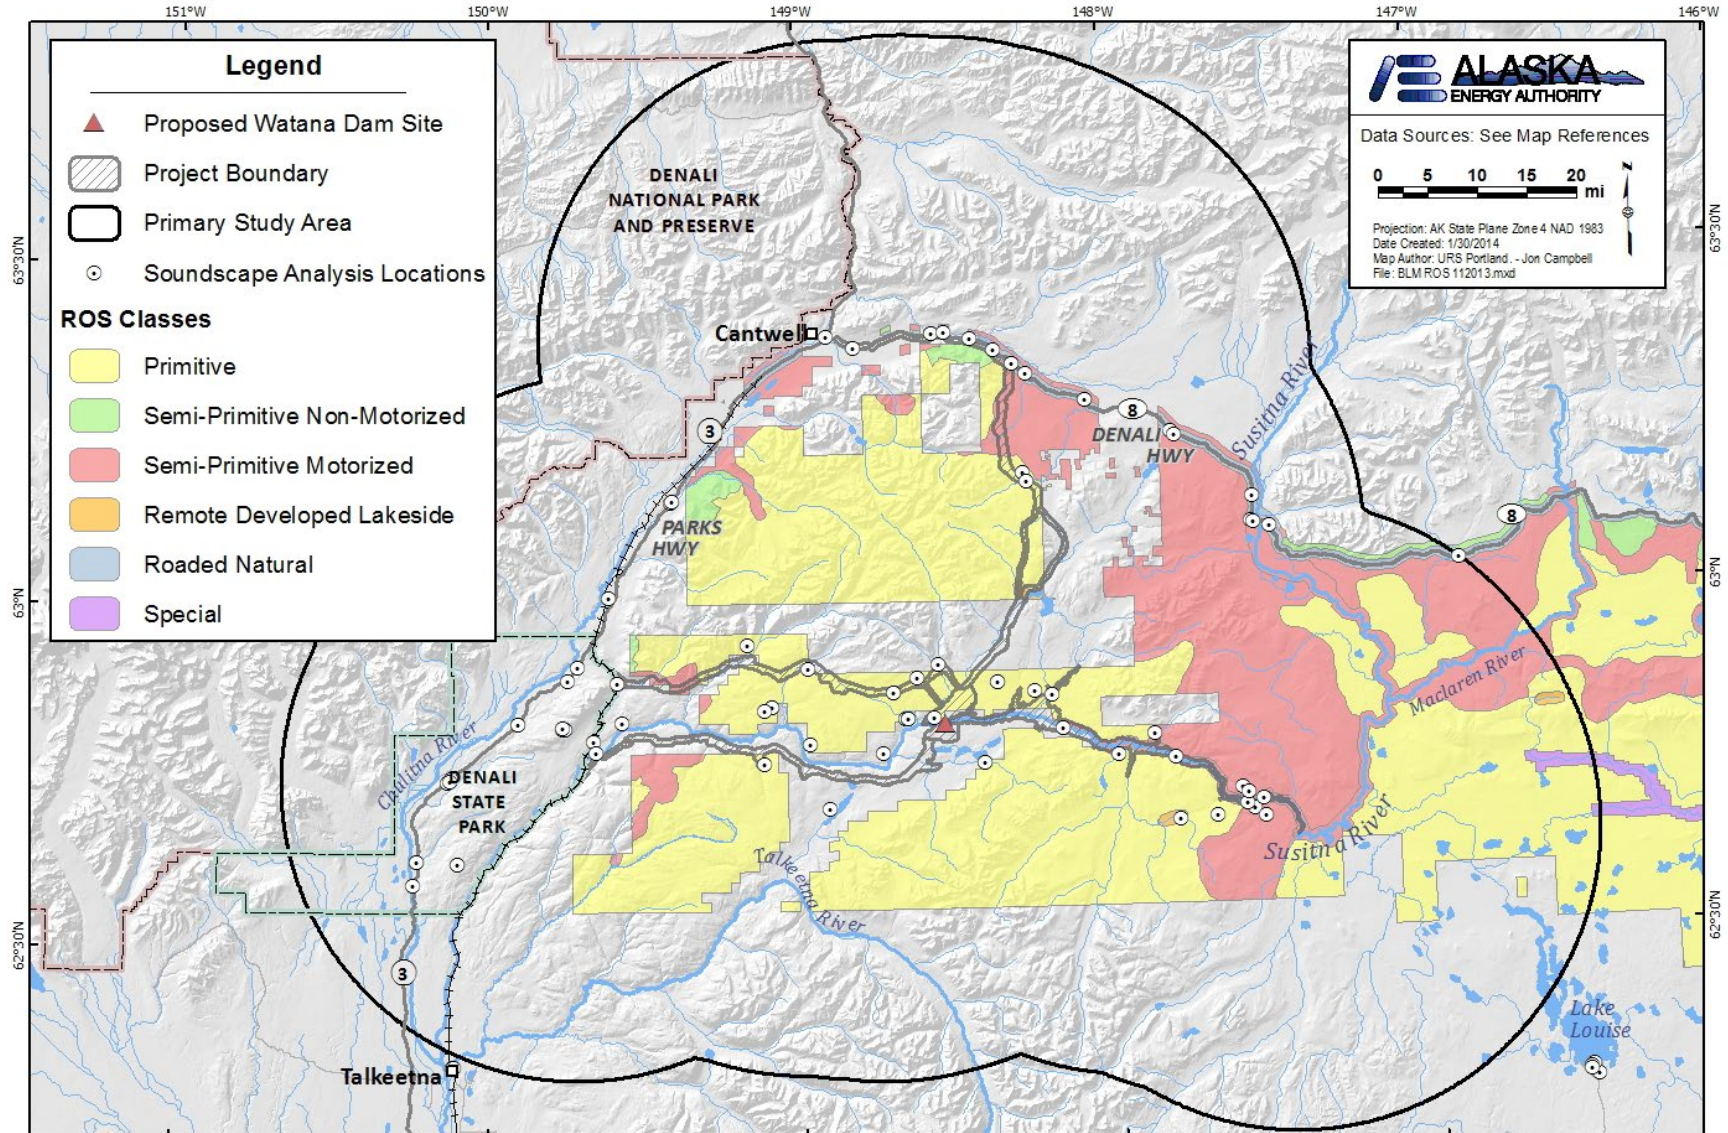 151°W
150°W
149°W
148°W
147°W
146°W
Legend
Proposed Watana Dam Site
Project Boundary
Primary Study Area
Soundscape Analysis Locations
ROS Classes
Primitive
Semi-Primitive Non-Motorized
Semi-Primitive Motorized
Remote Developed Lakeside
Roaded Natural
Special
ALASKA
ENERGY AUTHORITY
Data Sources: See Map References
0 5 10 15 20
mi
N
Projection: AK State Plane Zone 4 NAD 1983
Date Created: 1/30/2014
Map Author: URS Portland. - Jon Campbell
File: BLM ROS 112013.mxd
DENALI
NATIONAL PARK
AND PRESERVE
63°30'N
63°30'N
Cantwell
Susitna River
8
3
DENALI
HWY
PARKS
HWY
8
63°N
63°N
Maclaren River
Chulitna River
DENALI
STATE
PARK
Susitna River
Talkeetna River
62°30'N
62°30'N
3
Lake
Louise
Talkeetna